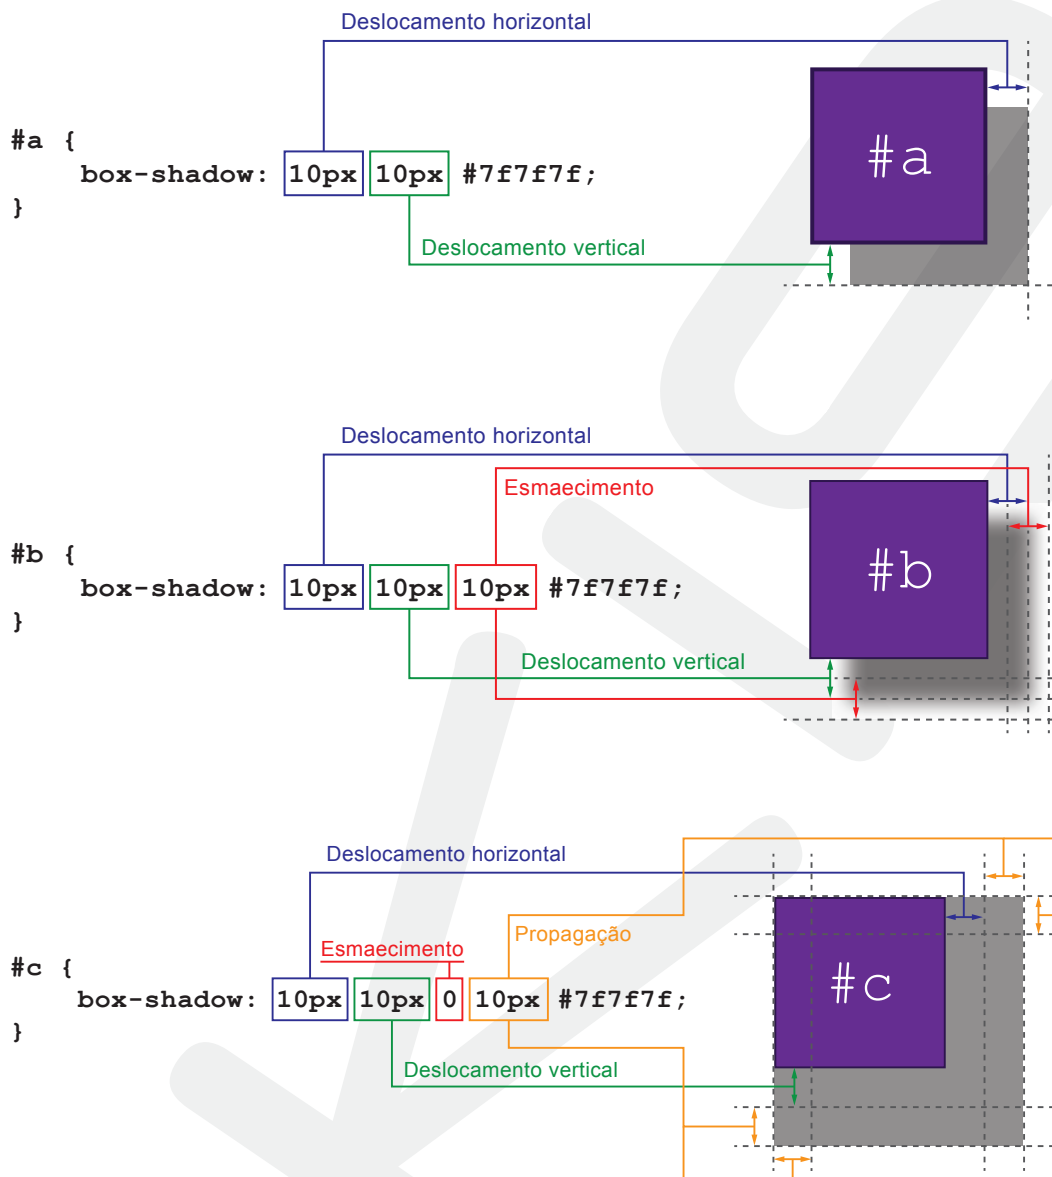 Deslocamento horizontal
#a {
box-shadow: 10px 10px #7f7f7f;
}
Deslocamento vertical
#a
Deslocamento horizontal
Esmaecimento
#b {
box-shadow: 10px 10px 10px #7f7f7f;
}
Deslocamento vertical
#b
Deslocamento horizontal
Propagação
Esmaecimento
#c {
box-shadow: 10px 10px 0 10px #7f7f7f;
}
Deslocamento vertical
#c